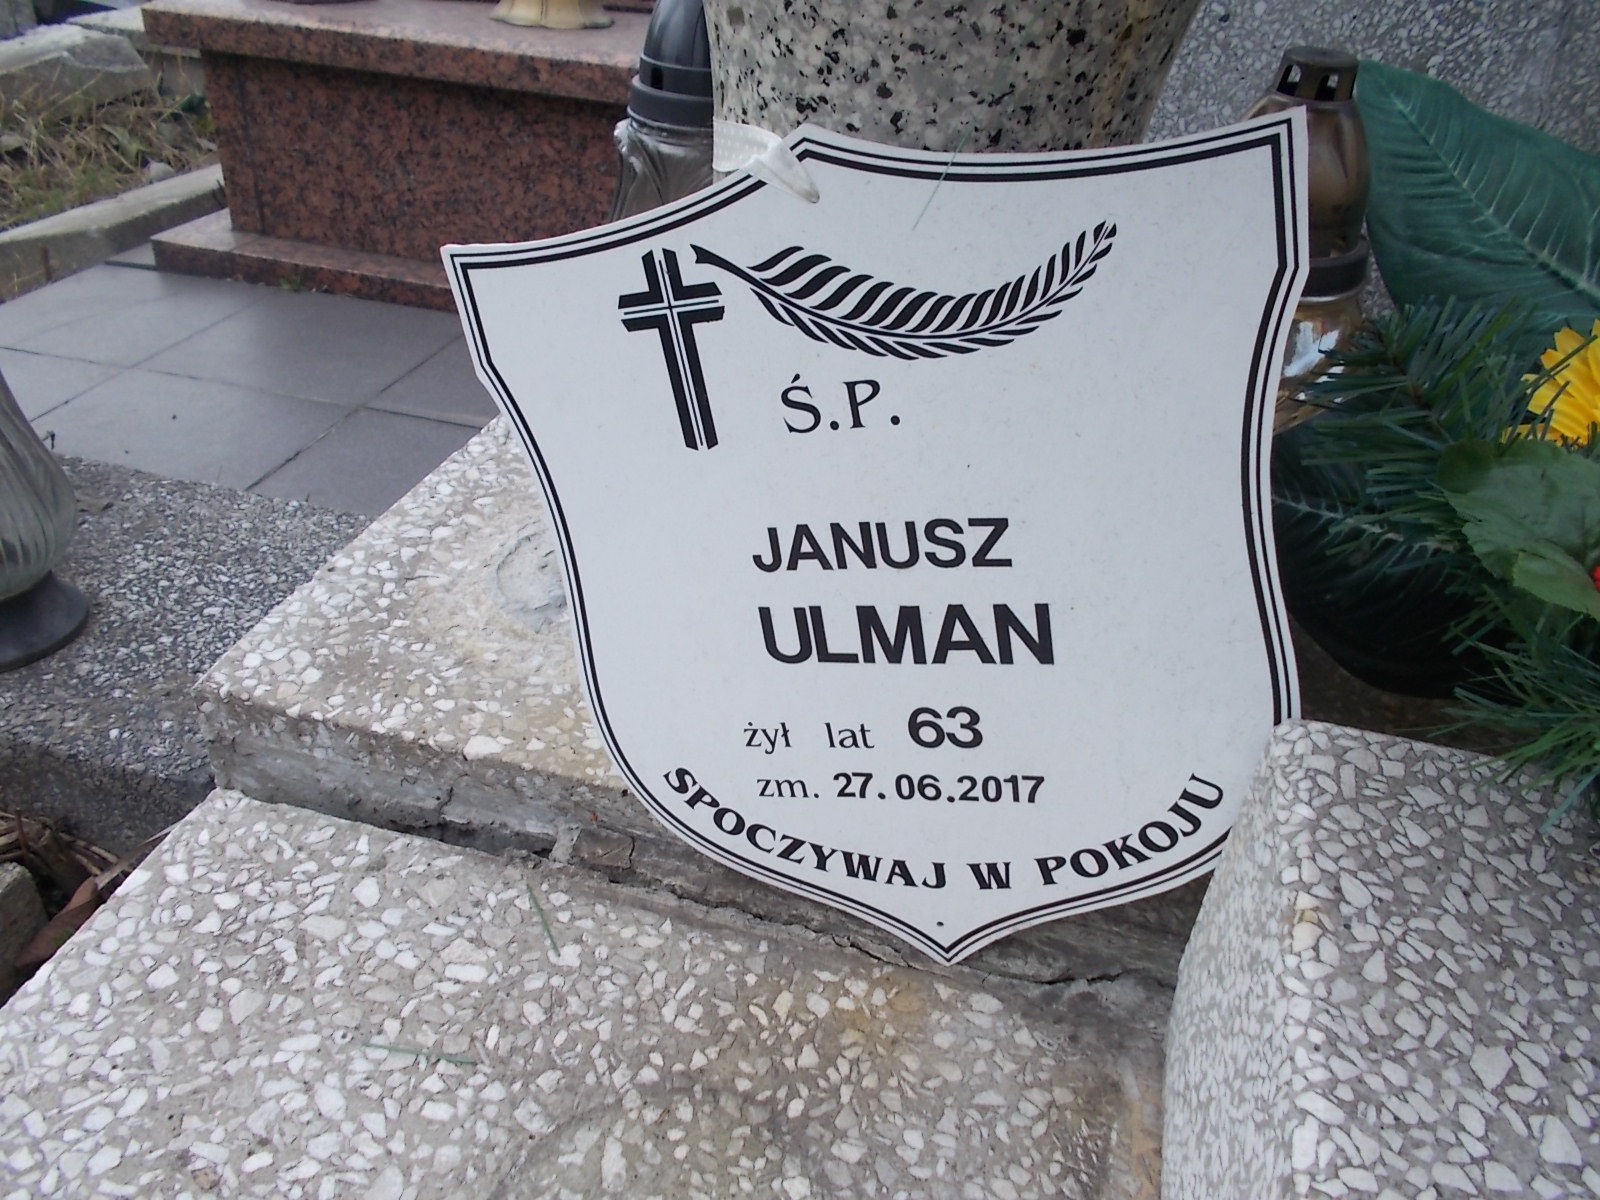 Ś.P.
JANUSZ
ULMAN
żył lat 63
zm. 27.06.2017
SPOCZYWAJ W POKOJU